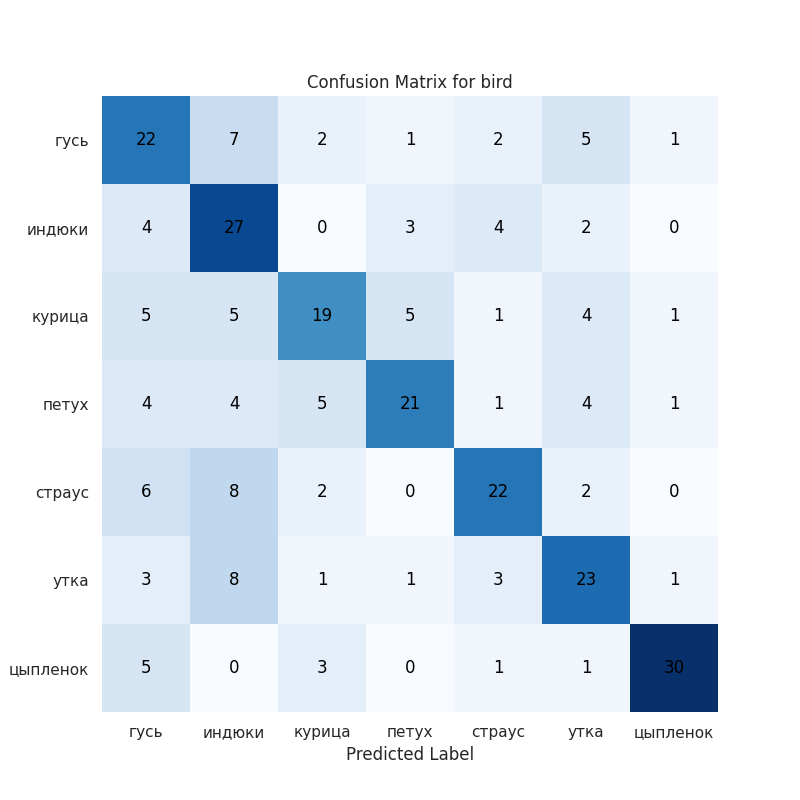 Confusion Matrix for bird
гусь 22 7 2 1 2 5 1
индюки 4 27 0 3 4 2 0
курица 5 5 19 5 1 4 1
петух 4 4 5 21 1 4 1
страус 6 8 2 0 22 2 0
утка 3 8 1 1 3 23 1
цыпленок 5 0 3 0 1 1 30
гусь индюки курица петух страус утка цыпленок
Predicted Label